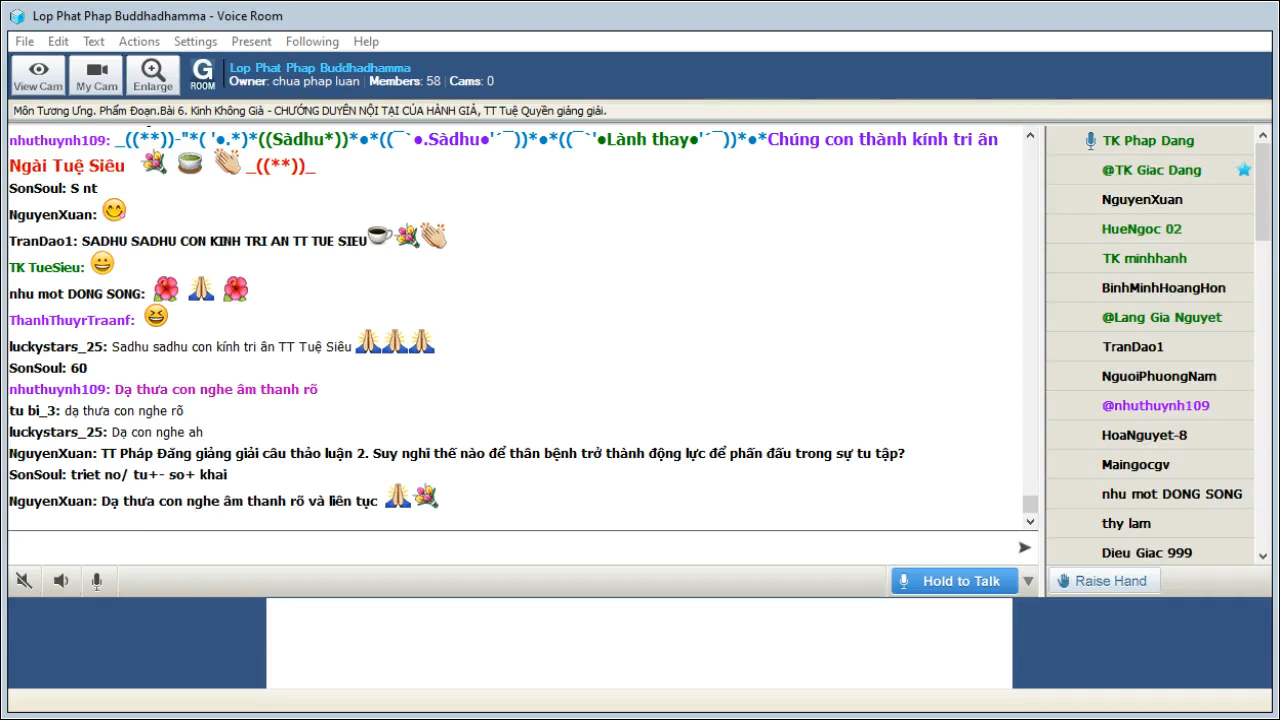 Lop Phat Phap Buddhadhamma - Voice Room
File Edit Text Actions Settings Present Following Help
View Cam My Cam Enlarge G ROOM
Lop Phat Phap Buddhadhamma
Owner: chua phap luan Members: 58 Cams: 0
Môn Tương Ưng. Phẩm Đoạn.Bài 6. Kinh Không Giả - CHƯỚNG DUYÊN NỘI TẠI CỦA HÀNH GIẢ, TT Tuệ Quyền giảng giải.
nhuthuynh109: _((**))-"*( '●.*)*((Sàdhu*))*●*((¯`●.Sàdhu●'´¯))*●*((¯`'●Lành thay●'´¯))*●*Chúng con thành kính tri ân
Ngài Tuệ Siêu 💐 🍵 👏 _((**))_
SonSoul: S nt
NguyenXuan: 😋
TranDao1: SADHU SADHU CON KINH TRI AN TT TUE SIEU☕💐👏
TK TueSieu: 😀
nhu mot DONG SONG: 🌺 🙏 🌺
ThanhThuyrTraanf: 😆
luckystars_25: Sadhu sadhu con kính tri ân TT Tuệ Siêu 🙏🙏🙏
SonSoul: 60
nhuthuynh109: Dạ thưa con nghe âm thanh rõ
tu bi_3: dạ thưa con nghe rõ
luckystars_25: Dạ con nghe ah
NguyenXuan: TT Pháp Đăng giảng giải câu thảo luận 2. Suy nghĩ thế nào để thân bệnh trở thành động lực để phấn đấu trong sự tu tập?
SonSoul: triet no/ tu+- so+ khai
NguyenXuan: Dạ thưa con nghe âm thanh rõ và liên tục 🙏💐
TK Phap Dang
@TK Giac Dang
NguyenXuan
HueNgoc 02
TK minhhanh
BinhMinhHoangHon
@Lang Gia Nguyet
TranDao1
NguoiPhuongNam
@nhuthuynh109
HoaNguyet-8
Maingocgv
nhu mot DONG SONG
thy lam
Dieu Giac 999
Hold to Talk
Raise Hand